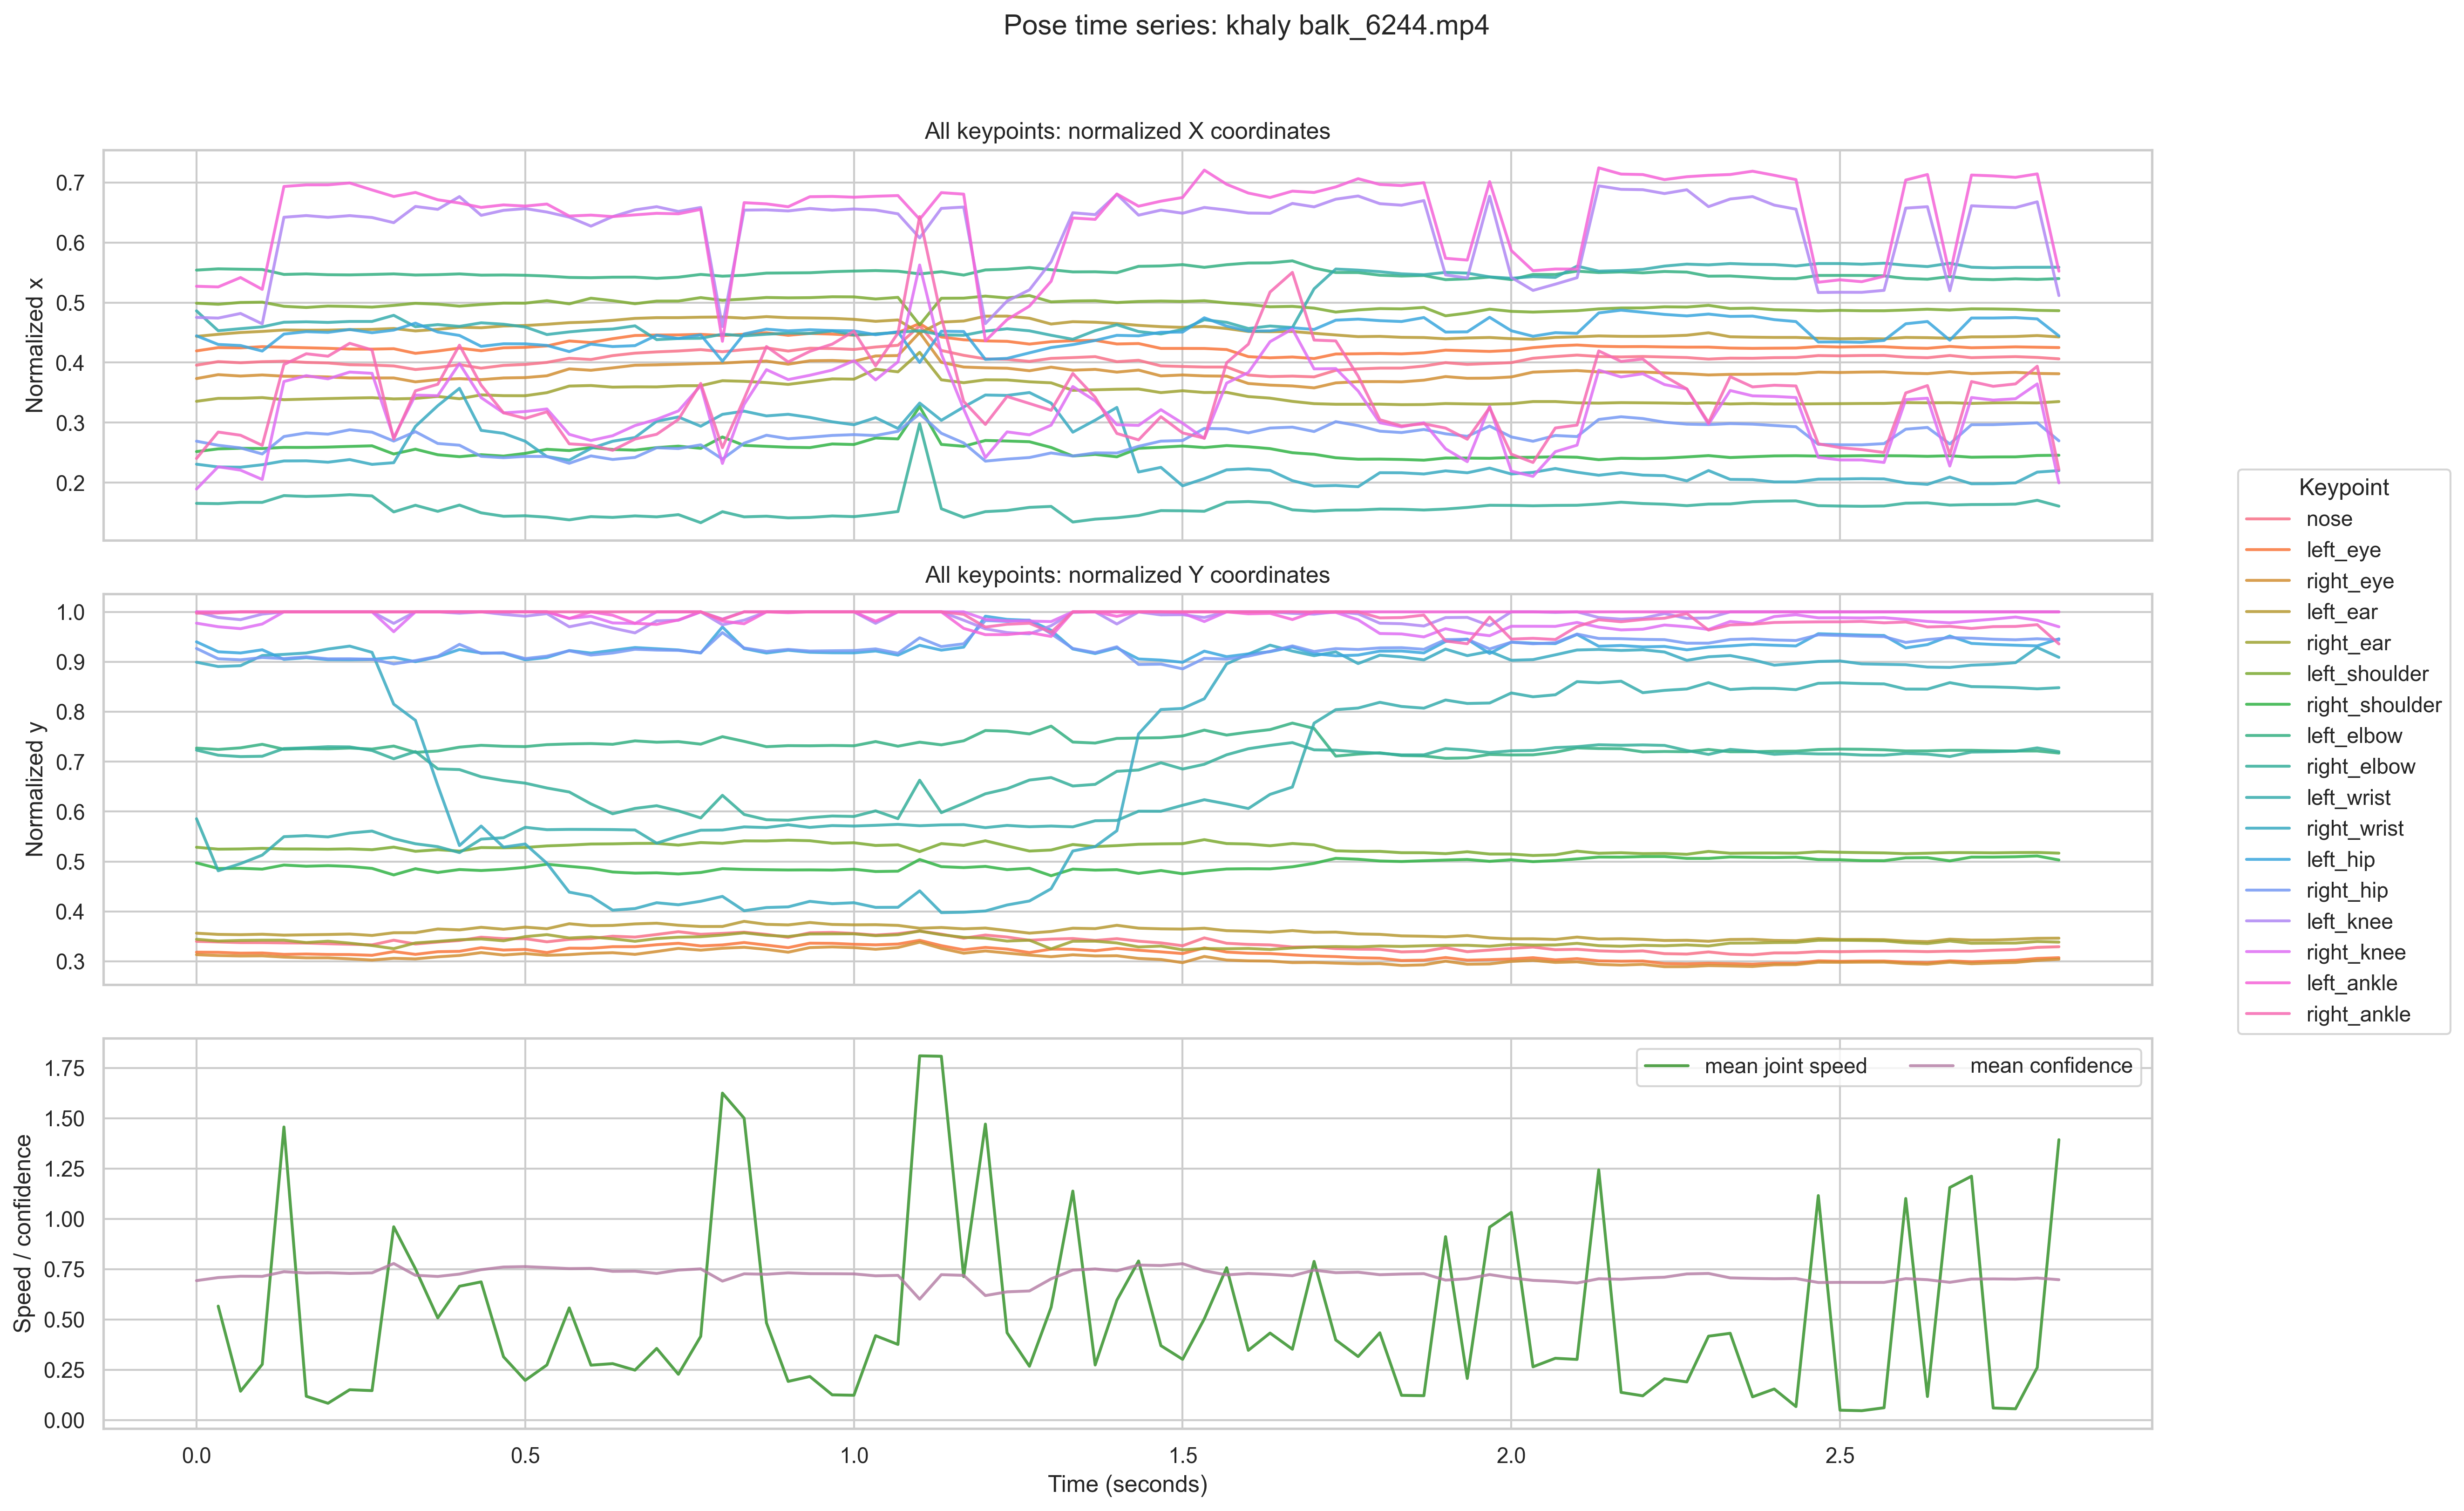 Pose time series: khaly balk_6244.mp4
All keypoints: normalized X coordinates
Normalized x
0.7
0.6
0.5
0.4
0.3
0.2
All keypoints: normalized Y coordinates
Normalized y
1.0
0.9
0.8
0.7
0.6
0.5
0.4
0.3
Keypoint
nose
left_eye
right_eye
left_ear
right_ear
left_shoulder
right_shoulder
left_elbow
right_elbow
left_wrist
right_wrist
left_hip
right_hip
left_knee
right_knee
left_ankle
right_ankle
Speed / confidence
1.75
1.50
1.25
1.00
0.75
0.50
0.25
0.00
mean joint speed mean confidence
0.0 0.5 1.0 1.5 2.0 2.5
Time (seconds)